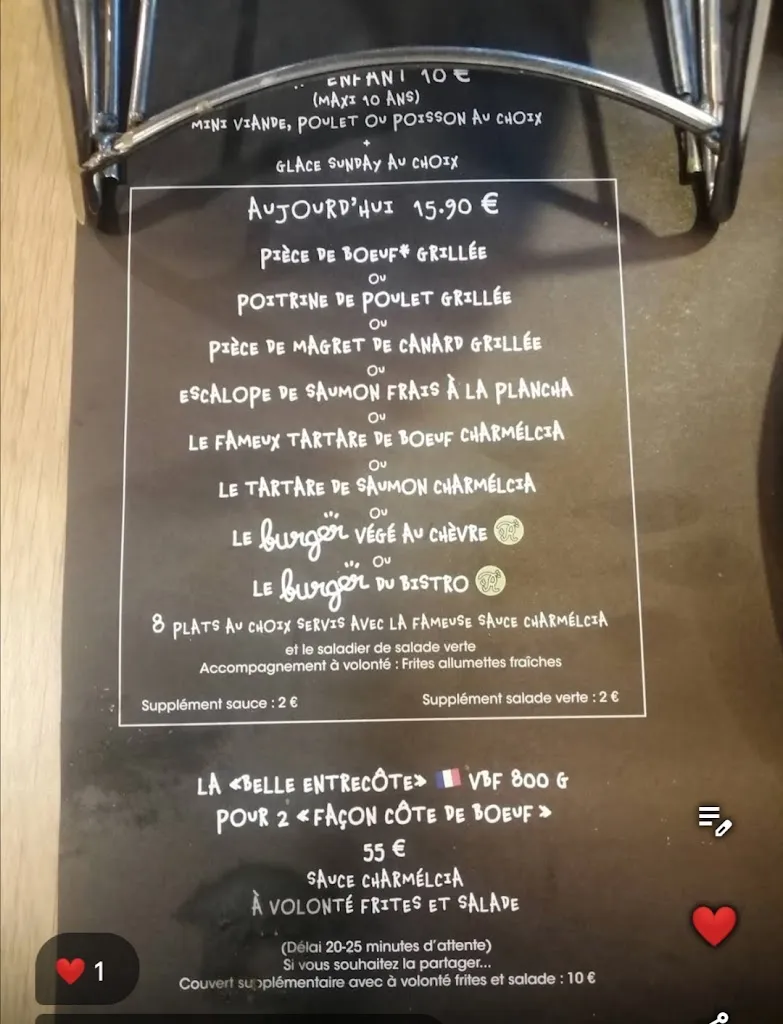 ENFANT 10 €
(MAXI 10 ANS)
MINI VIANDE, POULET OU POISSON AU CHOIX
+
GLACE SUNDAY AU CHOIX
AUJOURD'HUI 15.90 €
PIÈCE DE BOEUF* GRILLÉE
OU
POITRINE DE POULET GRILLÉE
OU
PIÈCE DE MAGRET DE CANARD GRILLÉE
OU
ESCALOPE DE SAUMON FRAIS À LA PLANCHA
OU
LE FAMEUX TARTARE DE BOEUF CHARMÉLCIA
OU
LE TARTARE DE SAUMON CHARMÉLCIA
OU
LE burger VÉGÉ AU CHÈVRE
OU
LE burger DU BISTRO
8 PLATS AU CHOIX SERVIS AVEC LA FAMEUSE SAUCE CHARMÉLCIA
et le saladier de salade verte
Accompagnement à volonté : Frites allumettes fraîches
Supplément sauce : 2 € Supplément salade verte : 2 €
LA «BELLE ENTRECÔTE» VBF 800 G
POUR 2 «FAÇON CÔTE DE BOEUF»
55 €
SAUCE CHARMÉLCIA
À VOLONTÉ FRITES ET SALADE
(Délai 20-25 minutes d'attente)
Si vous souhaitez la partager...
Couvert supplémentaire avec à volonté frites et salade : 10 €
1